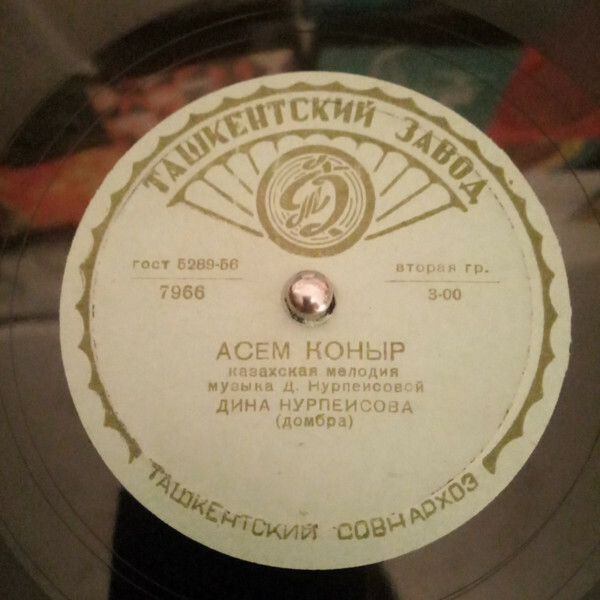 ТАШКЕНТСКИЙ ЗАВОД
гост 5289-56
7966
вторая гр.
3-00
АСЕМ КОНЫР
казахская мелодия
музыка Д. Нурпеисовой
ДИНА НУРПЕИСОВА
(домбра)
ТАШКЕНТСКИЙ СОВНАРХОЗ